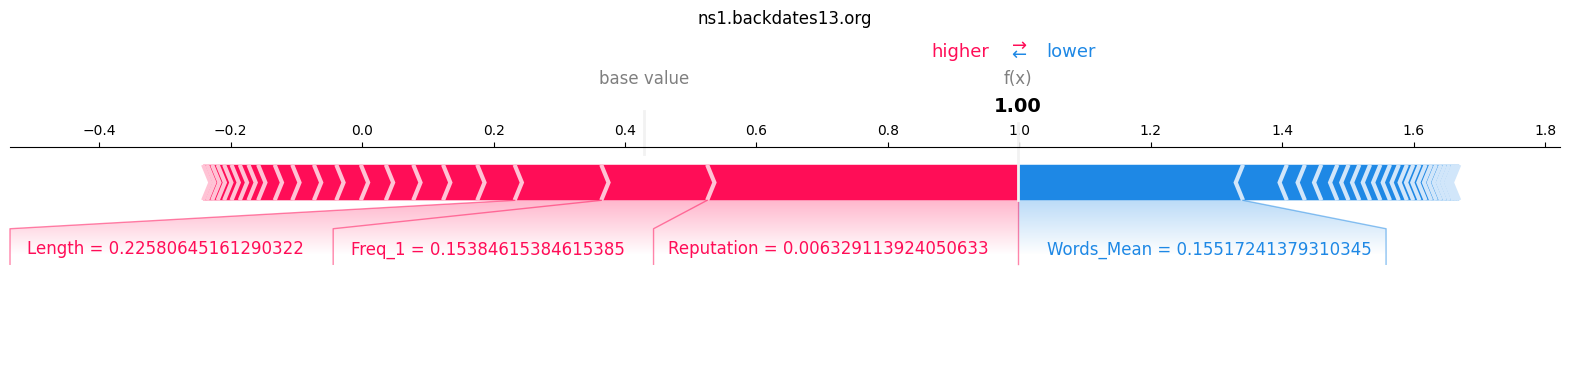 ns1.backdates13.org
higher ⇄ lower
base value f(x)
1.00
−0.4 −0.2 0.0 0.2 0.4 0.6 0.8 1.0 1.2 1.4 1.6 1.8
Length = 0.22580645161290322 Freq_1 = 0.15384615384615385 Reputation = 0.006329113924050633 Words_Mean = 0.15517241379310345